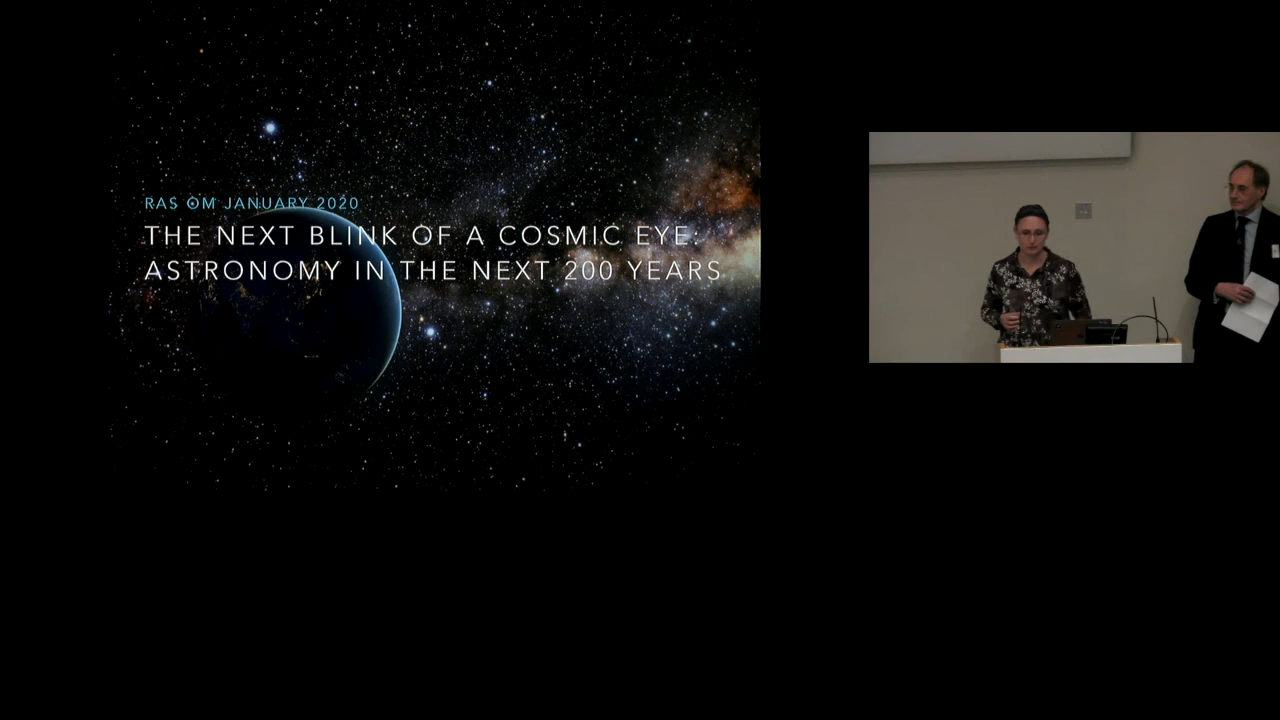 RAS OM JANUARY 2020
THE NEXT BLINK OF A COSMIC EYE:
ASTRONOMY IN THE NEXT 200 YEARS